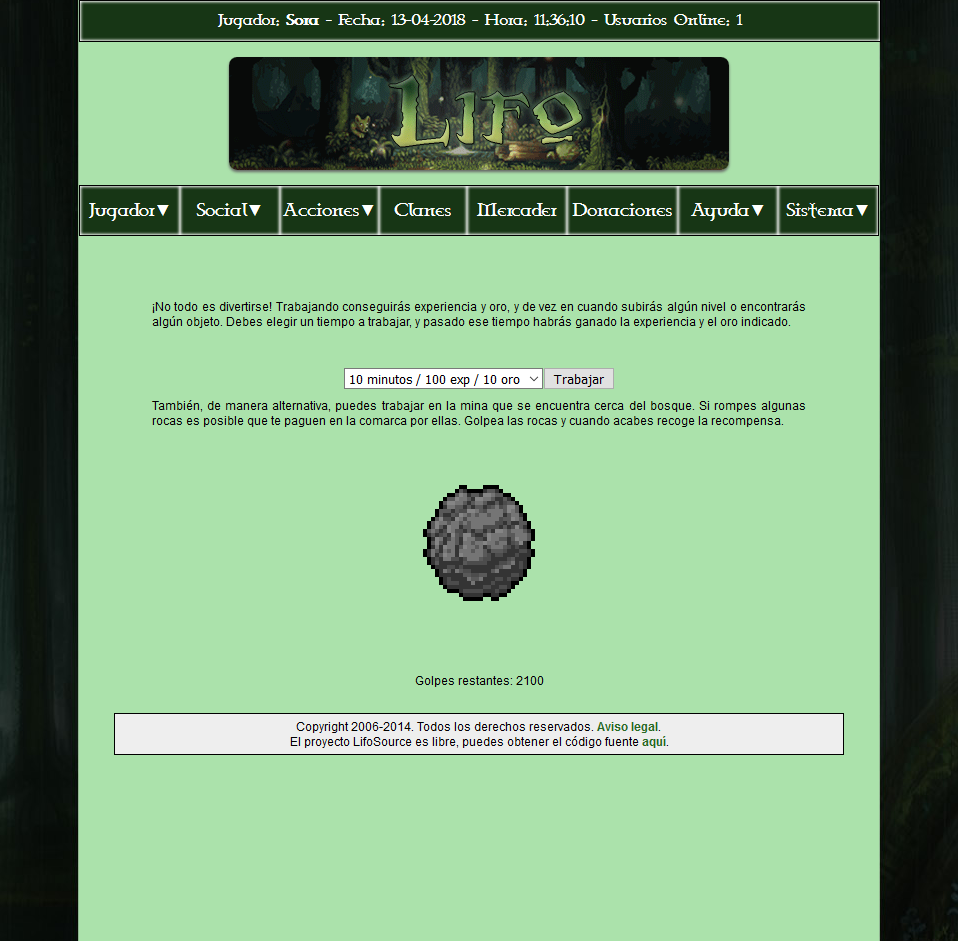 Jugador: Sora - Fecha: 13-04-2018 - Hora: 11:36:10 - Usuarios Online: 1
Lifo
Jugador▼ Social▼ Acciones▼ Clanes Mercader Donaciones Ayuda▼ Sistema▼
¡No todo es divertirse! Trabajando conseguirás experiencia y oro, y de vez en cuando subirás algún nivel o encontrarás
algún objeto. Debes elegir un tiempo a trabajar, y pasado ese tiempo habrás ganado la experiencia y el oro indicado.
10 minutos / 100 exp / 10 oro Trabajar
También, de manera alternativa, puedes trabajar en la mina que se encuentra cerca del bosque. Si rompes algunas
rocas es posible que te paguen en la comarca por ellas. Golpea las rocas y cuando acabes recoge la recompensa.
Golpes restantes: 2100
Copyright 2006-2014. Todos los derechos reservados. Aviso legal.
El proyecto LifoSource es libre, puedes obtener el código fuente aquí.